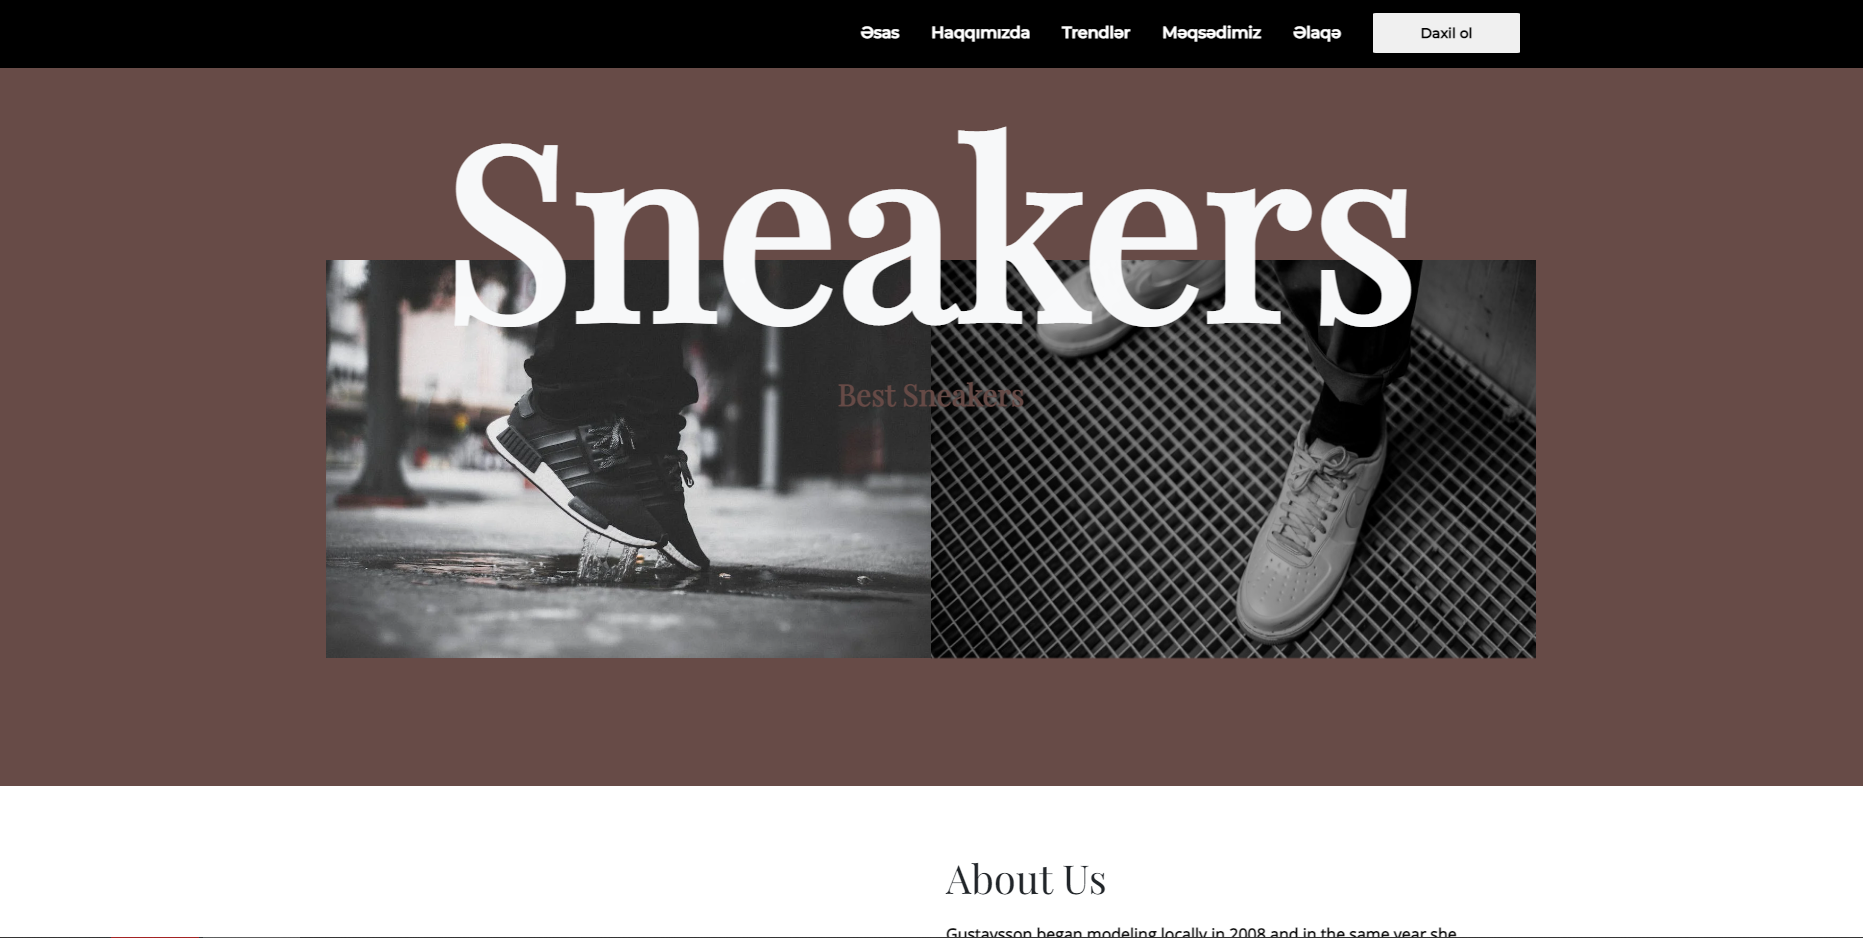 Əsas Haqqımızda Trendlər Məqsədimiz Əlaqə Daxil ol
Sneakers
Best Sneakers
About Us
Gustavsson began modeling locally in 2008 and in the same year she